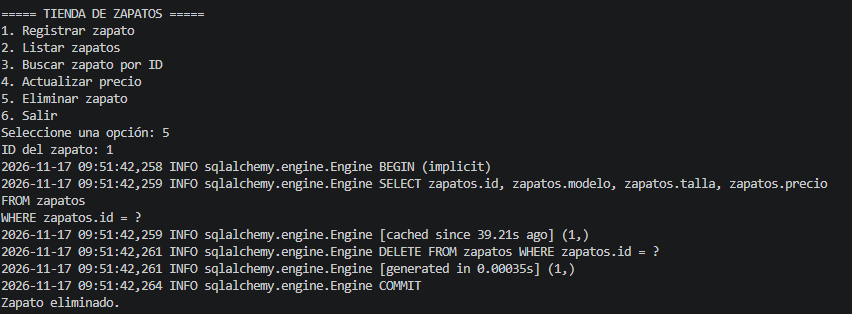 ===== TIENDA DE ZAPATOS =====
1. Registrar zapato
2. Listar zapatos
3. Buscar zapato por ID
4. Actualizar precio
5. Eliminar zapato
6. Salir
Seleccione una opción: 5
ID del zapato: 1
2026-11-17 09:51:42,258 INFO sqlalchemy.engine.Engine BEGIN (implicit)
2026-11-17 09:51:42,259 INFO sqlalchemy.engine.Engine SELECT zapatos.id, zapatos.modelo, zapatos.talla, zapatos.precio
FROM zapatos
WHERE zapatos.id = ?
2026-11-17 09:51:42,259 INFO sqlalchemy.engine.Engine [cached since 39.21s ago] (1,)
2026-11-17 09:51:42,261 INFO sqlalchemy.engine.Engine DELETE FROM zapatos WHERE zapatos.id = ?
2026-11-17 09:51:42,261 INFO sqlalchemy.engine.Engine [generated in 0.00035s] (1,)
2026-11-17 09:51:42,264 INFO sqlalchemy.engine.Engine COMMIT
Zapato eliminado.